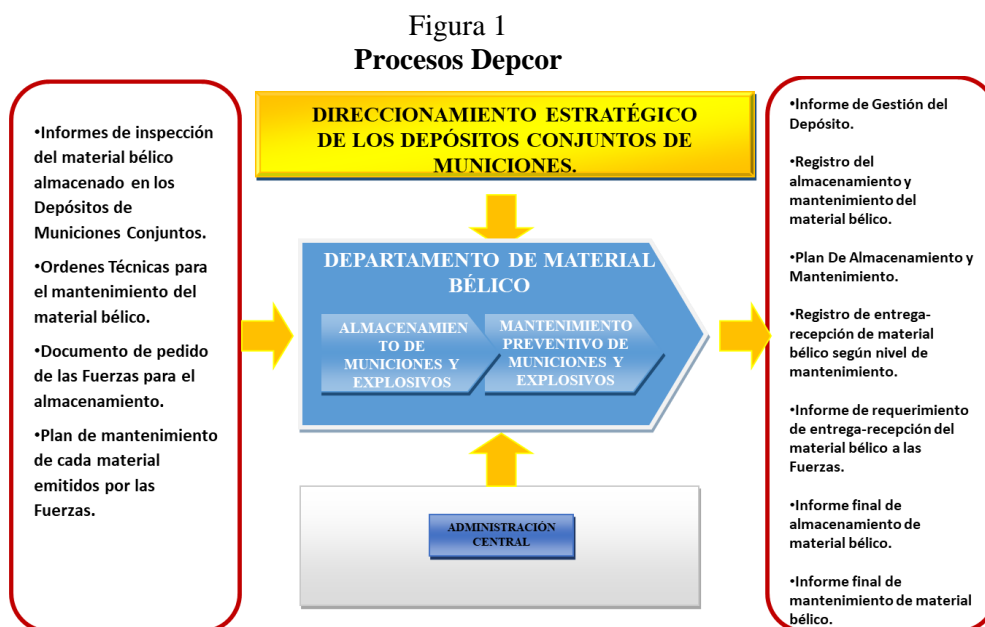 Figura 1
Procesos Depcor
•Informes de inspección
del material bélico
almacenado en los
Depósitos de
Municiones Conjuntos.
•Ordenes Técnicas para
el mantenimiento del
material bélico.
•Documento de pedido
de las Fuerzas para el
almacenamiento.
•Plan de mantenimiento
de cada material
emitidos por las
Fuerzas.
DIRECCIONAMIENTO ESTRATÉGICO
DE LOS DEPÓSITOS CONJUNTOS DE
MUNICIONES.
DEPARTAMENTO DE MATERIAL
BÉLICO
ALMACENAMIEN
TO DE
MUNICIONES Y
EXPLOSIVOS
MANTENIMIENTO
PREVENTIVO DE
MUNICIONES Y
EXPLOSIVOS
ADMINISTRACIÓN
CENTRAL
•Informe de Gestión del
Depósito.
•Registro del
almacenamiento y
mantenimiento del
material bélico.
•Plan De Almacenamiento y
Mantenimiento.
•Registro de entrega-
recepción de material
bélico según nivel de
mantenimiento.
•Informe de requerimiento
de entrega-recepción del
material bélico a las
Fuerzas.
•Informe final de
almacenamiento de
material bélico.
•Informe final de
mantenimiento de material
bélico.